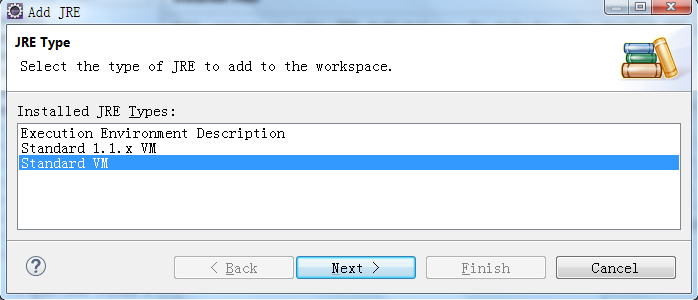 Add JRE
JRE Type
Select the type of JRE to add to the workspace.
Installed JRE Types:
Execution Environment Description
Standard 1.1.x VM
Standard VM
?
< Back
Next >
Finish
Cancel